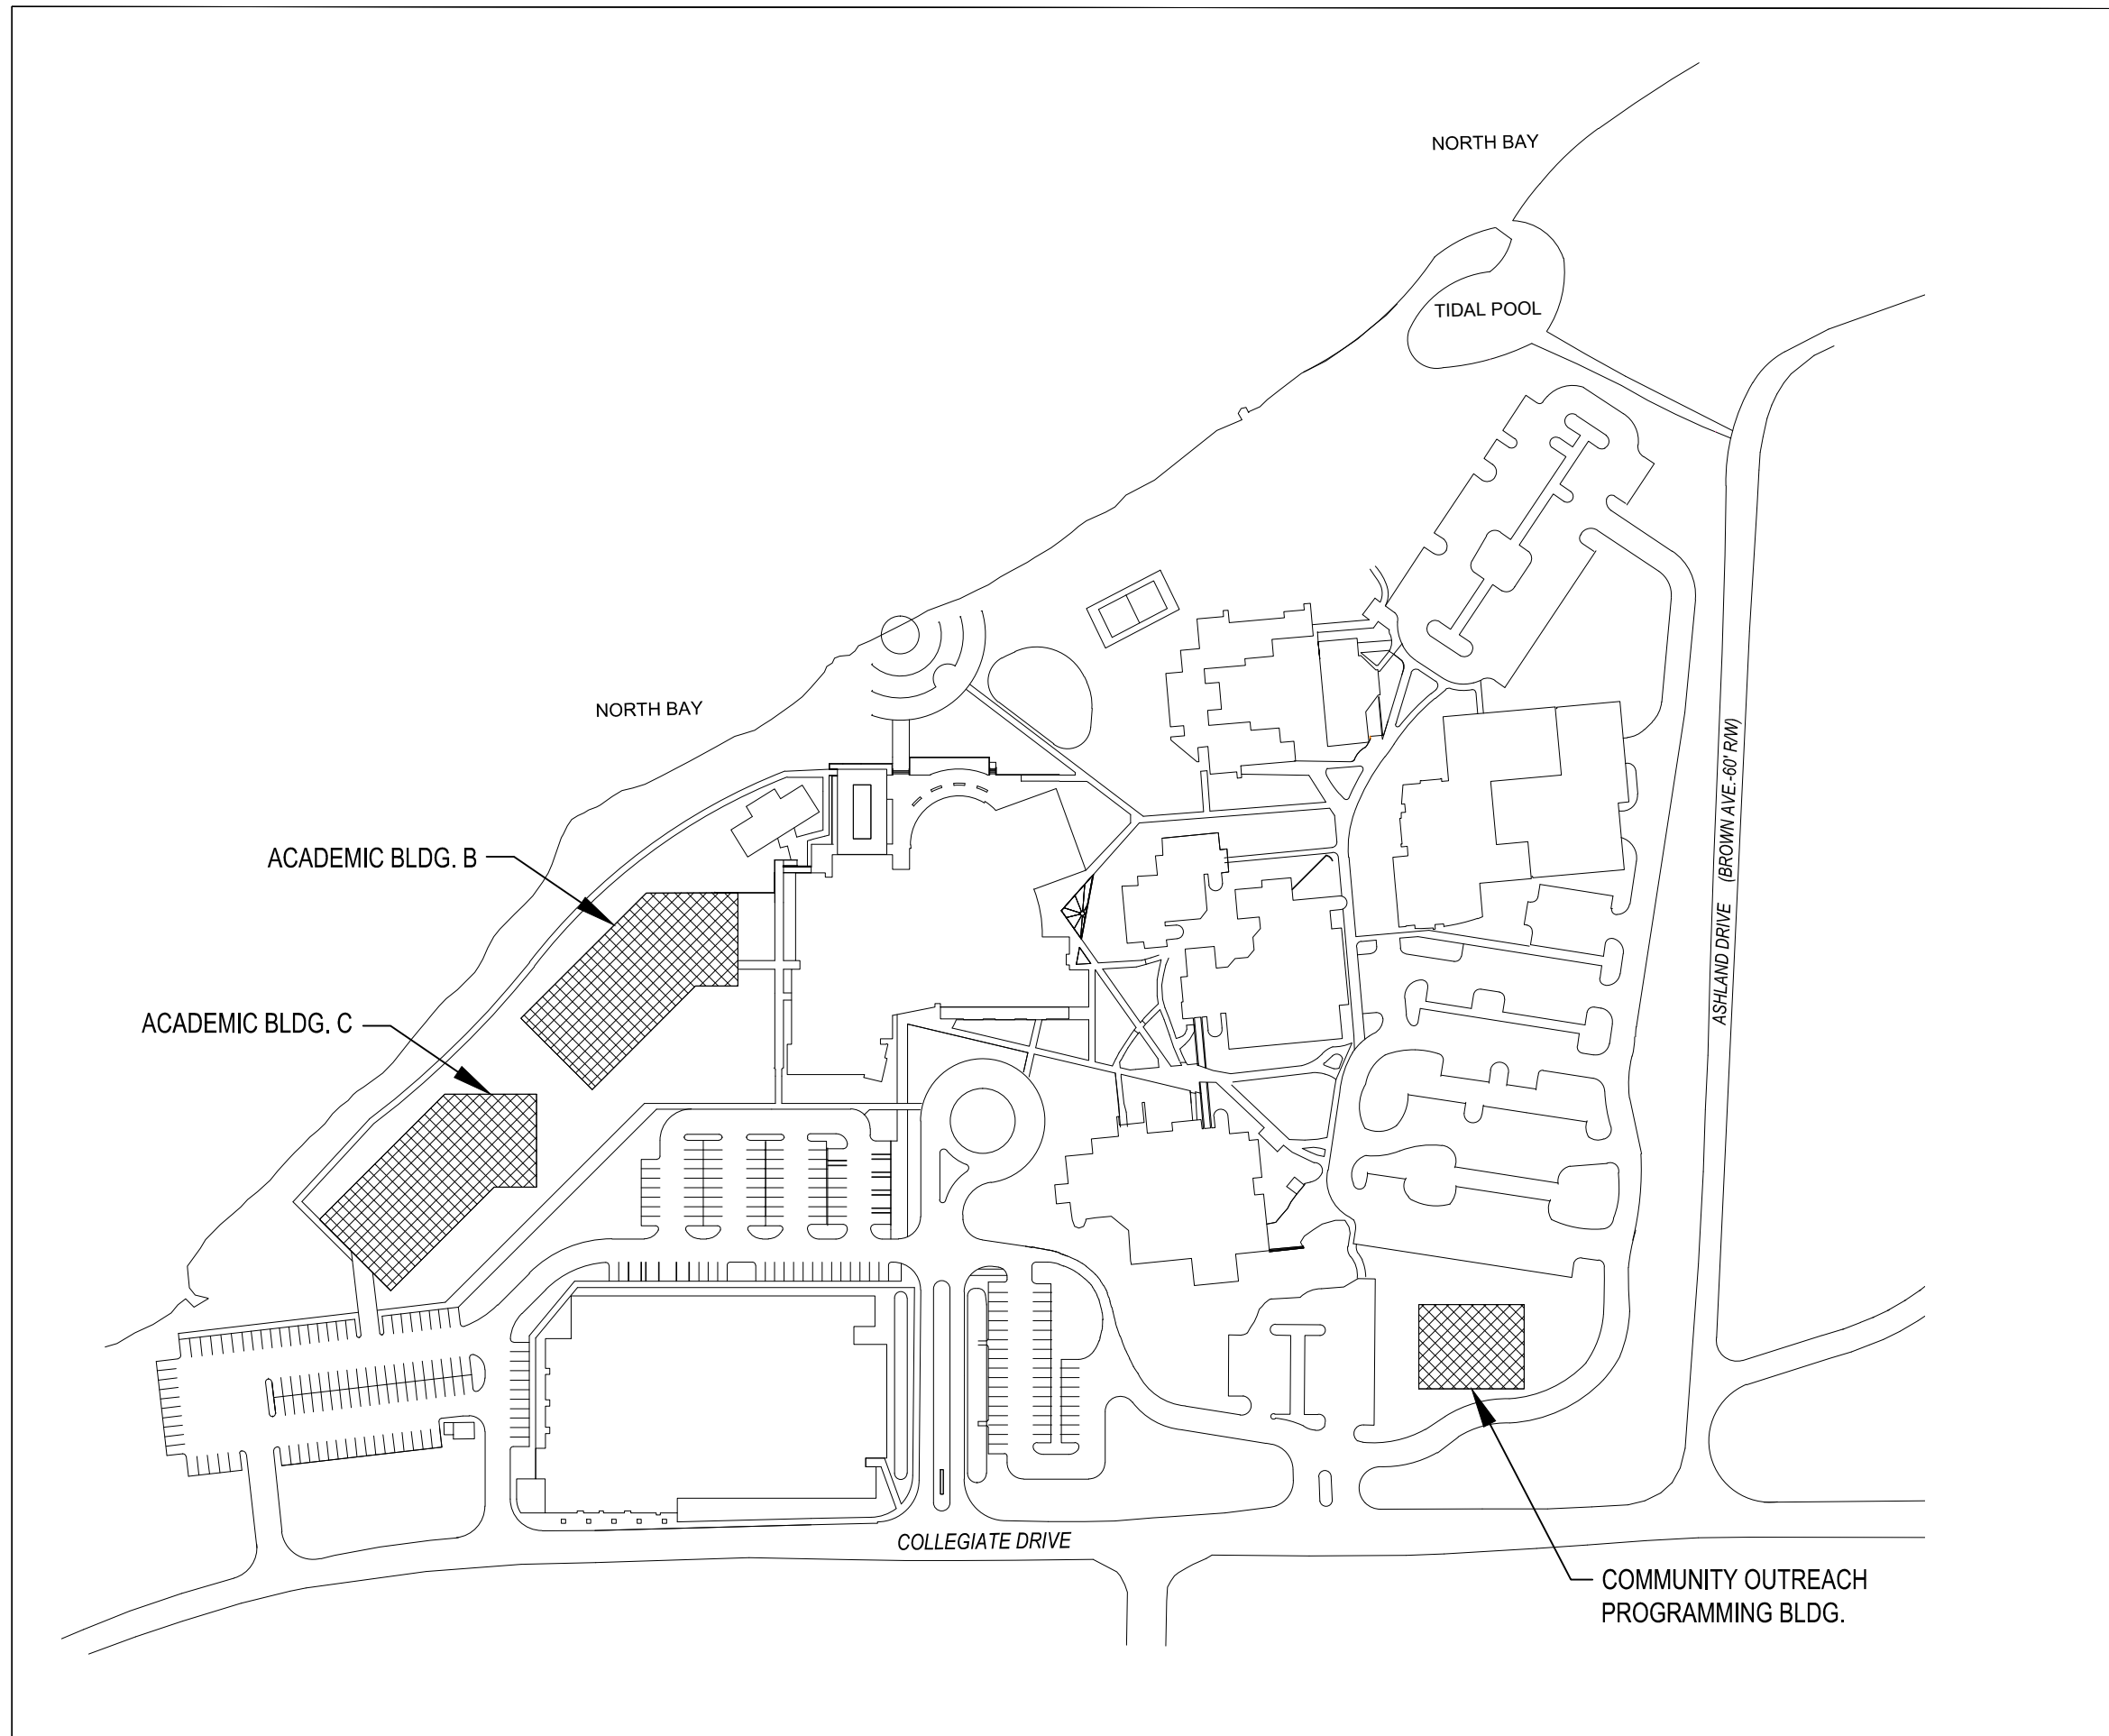 NORTH BAY
TIDAL POOL
NORTH BAY
ASHLAND DRIVE (BROWN AVE.-60' R/W)
ACADEMIC BLDG. B
ACADEMIC BLDG. C
COLLEGIATE DRIVE
COMMUNITY OUTREACH
PROGRAMMING BLDG.